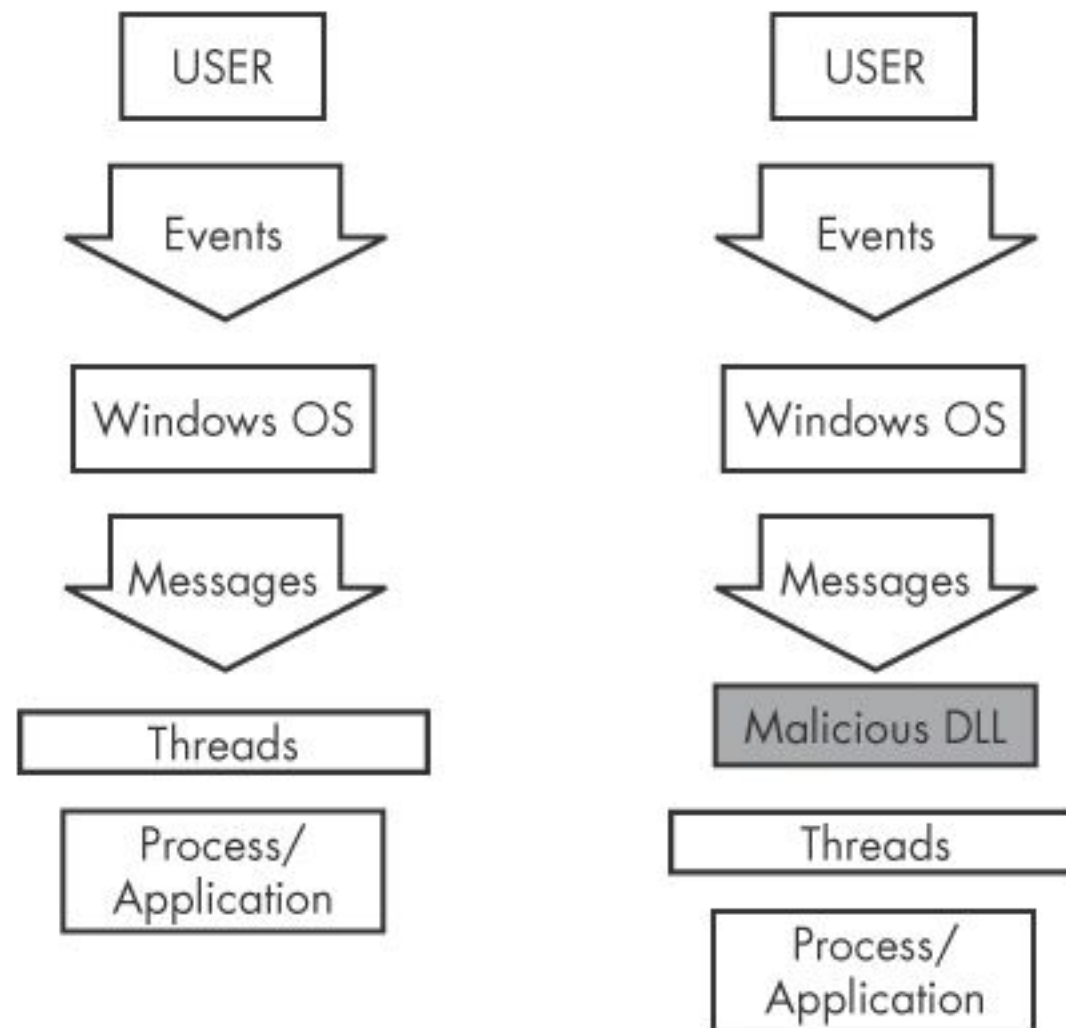 USER
Events
Windows OS
Messages
Threads
Process/
Application
USER
Events
Windows OS
Messages
Malicious DLL
Threads
Process/
Application